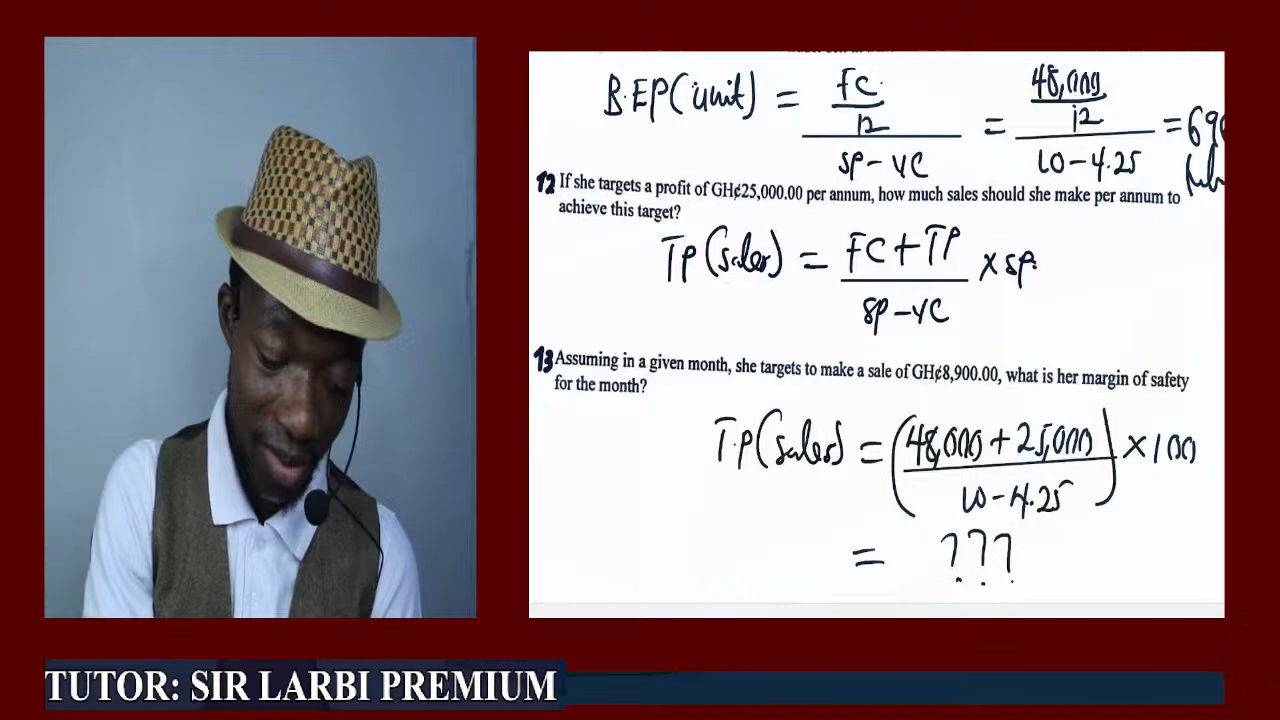 B.EP(unit) = FC/12 / SP-VC = 48,000/12 / 10-4.25 = 69
12 If she targets a profit of GH¢25,000.00 per annum, how much sales should she make per annum to
achieve this target?
TP(sales) = FC+TP / SP-VC × SP
13 Assuming in a given month, she targets to make a sale of GH¢8,900.00, what is her margin of safety
for the month?
T.P(sales) = (48,000 + 25,000 / 10-4.25) × 100
= ???
TUTOR: SIR LARBI PREMIUM